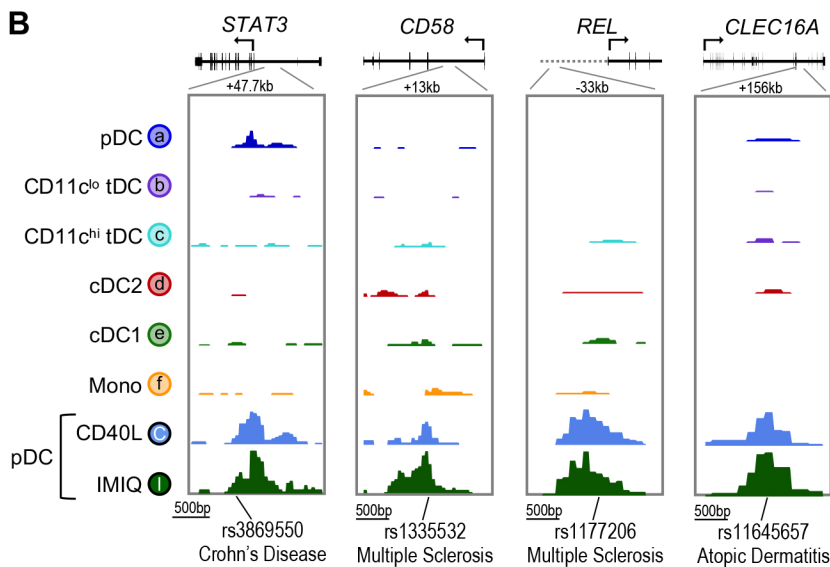 B
STAT3 CD58 REL CLEC16A
+47.7kb +13kb -33kb +156kb
pDC a
CD11clo tDC b
CD11chi tDC c
cDC2 d
cDC1 e
Mono f
pDC
CD40L C
IMIQ I
500bp 500bp 500bp 500bp
rs3869550 rs1335532 rs1177206 rs11645657
Crohn's Disease Multiple Sclerosis Multiple Sclerosis Atopic Dermatitis